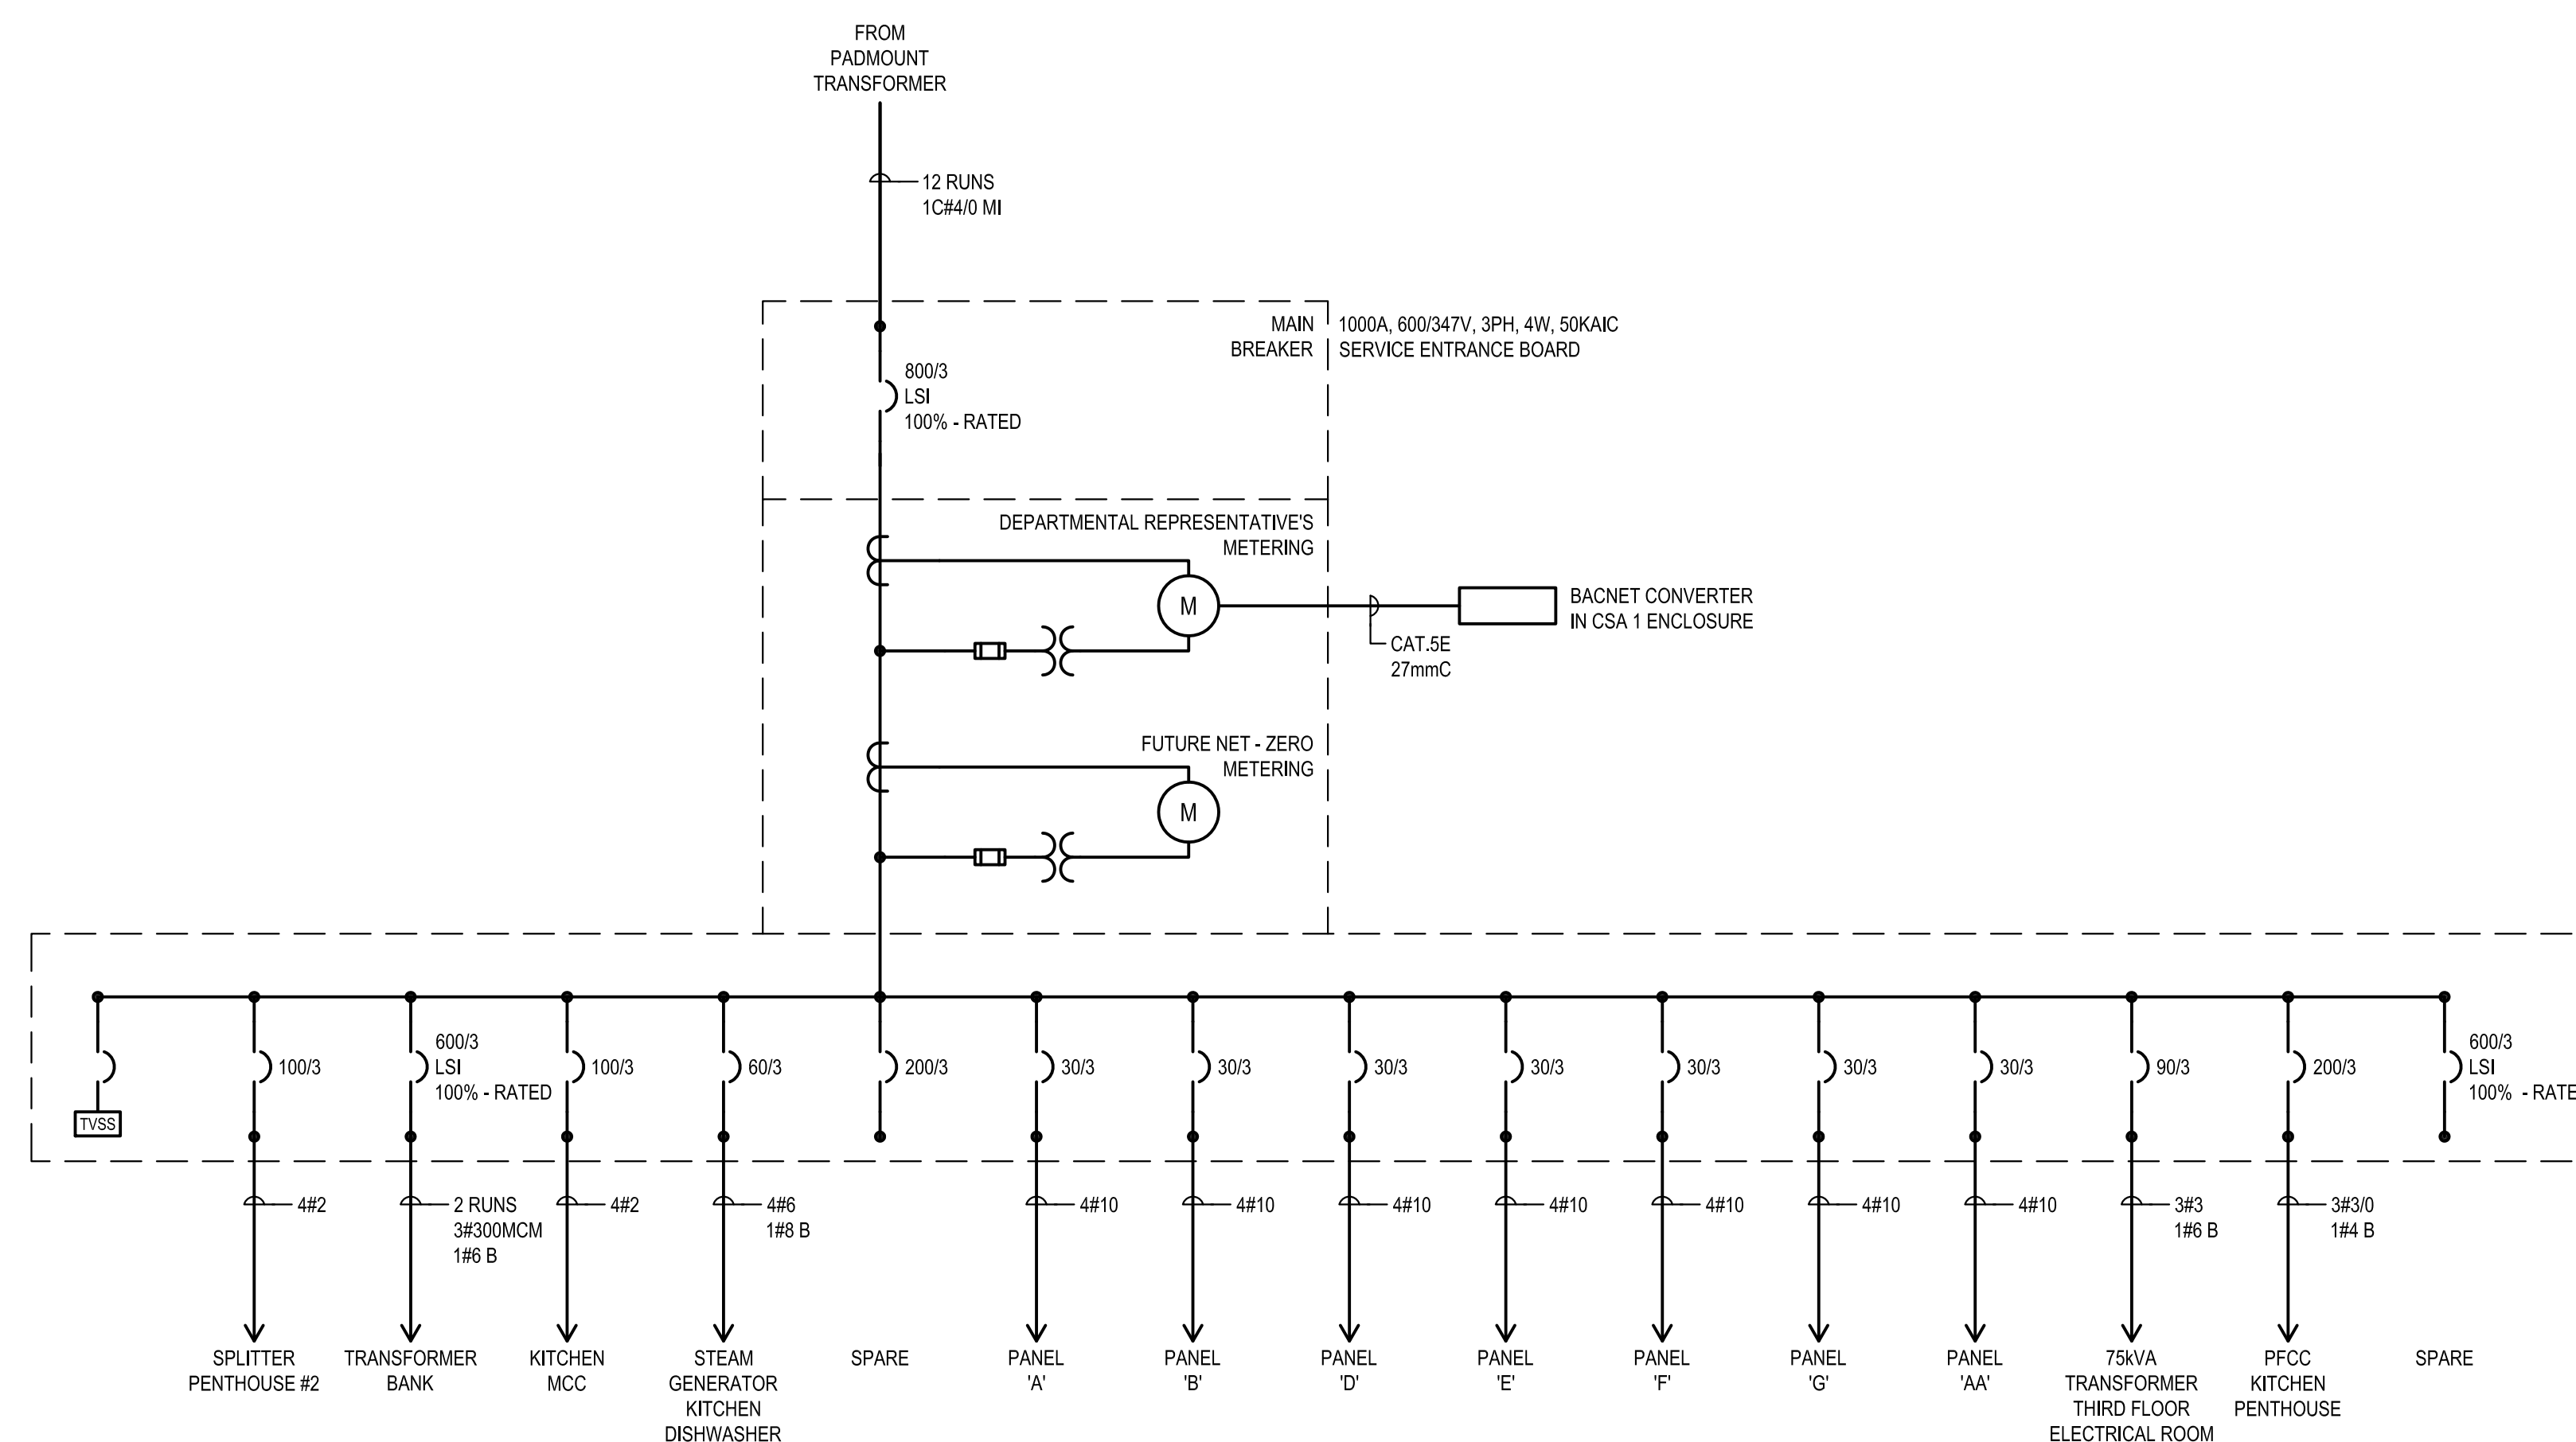 FROM
PADMOUNT
TRANSFORMER
12 RUNS
1C#4/0 MI
MAIN
BREAKER
1000A, 600/347V, 3PH, 4W, 50KAIC
SERVICE ENTRANCE BOARD
800/3
LSI
100% - RATED
DEPARTMENTAL REPRESENTATIVE'S
METERING
M
BACNET CONVERTER
IN CSA 1 ENCLOSURE
CAT.5E
27mmC
FUTURE NET - ZERO
METERING
M
TVSS
100/3
600/3
LSI
100% - RATED
100/3
60/3
200/3
30/3
30/3
30/3
30/3
30/3
30/3
30/3
90/3
200/3
600/3
LSI
100% - RATE
4#2
2 RUNS
3#300MCM
1#6 B
4#2
4#6
1#8 B
4#10
4#10
4#10
4#10
4#10
4#10
4#10
3#3
1#6 B
3#3/0
1#4 B
SPLITTER
PENTHOUSE #2
TRANSFORMER
BANK
KITCHEN
MCC
STEAM
GENERATOR
KITCHEN
DISHWASHER
SPARE
PANEL
'A'
PANEL
'B'
PANEL
'D'
PANEL
'E'
PANEL
'F'
PANEL
'G'
PANEL
'AA'
75kVA
TRANSFORMER
THIRD FLOOR
ELECTRICAL ROOM
PFCC
KITCHEN
PENTHOUSE
SPARE